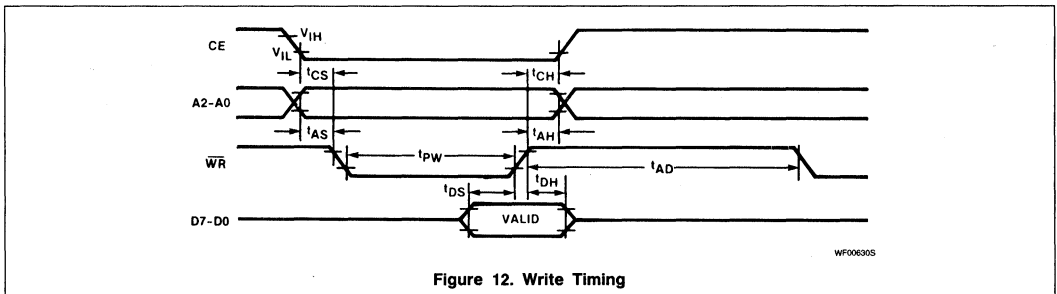 CE
VIH
VIL
tCS
tCH
A2–A0
tAS
tAH
WR
tPW
tAD
tDS
tDH
D7–D0
VALID
WF00630S
Figure 12. Write Timing